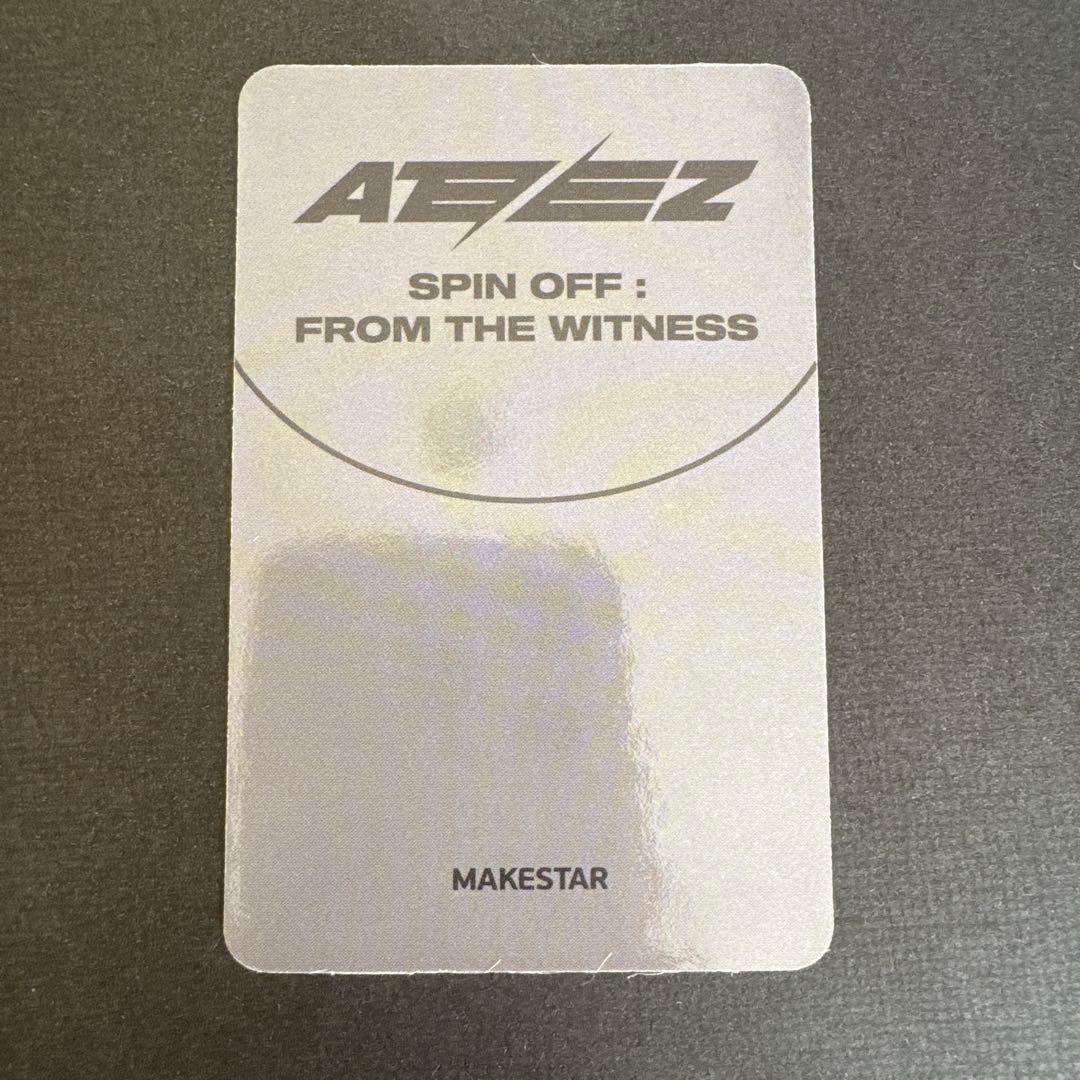 ATEEZ
SPIN OFF :
FROM THE WITNESS
MAKESTAR